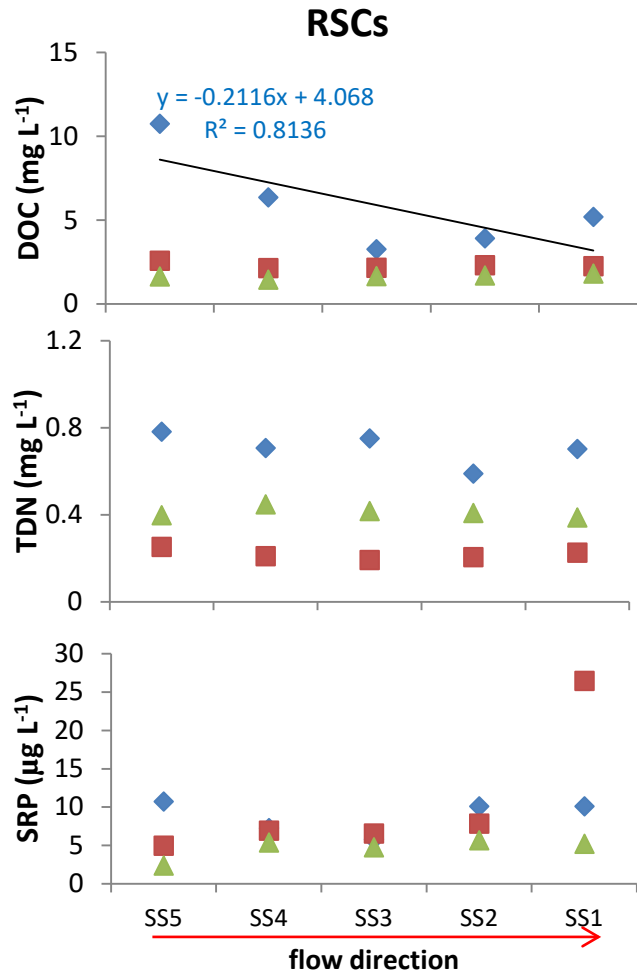 RSCs
DOC (mg L⁻¹)
15
10
5
0
y = -0.2116x + 4.068
R² = 0.8136
TDN (mg L⁻¹)
1.2
0.8
0.4
0
SRP (µg L⁻¹)
30
25
20
15
10
5
0
SS5 SS4 SS3 SS2 SS1
flow direction